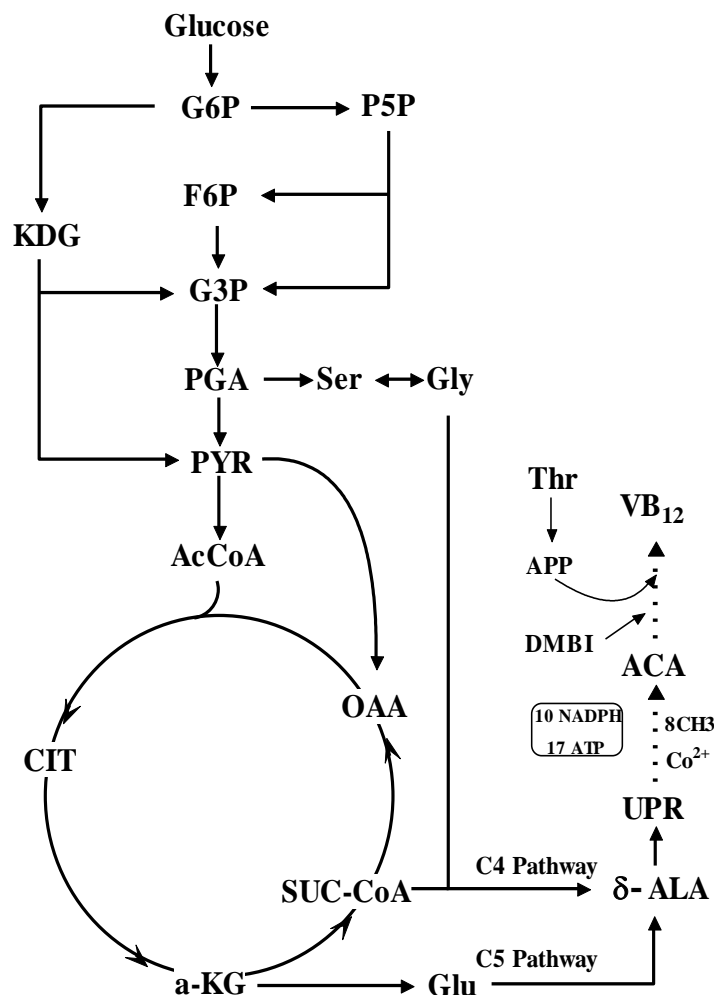 Glucose
G6P P5P
F6P
KDG
G3P
PGA Ser Gly
PYR
Thr
VB12
AcCoA
APP
DMBI
ACA
OAA
10 NADPH
17 ATP
8CH3
Co2+
CIT
UPR
C4 Pathway
SUC-CoA
δ- ALA
C5 Pathway
a-KG
Glu